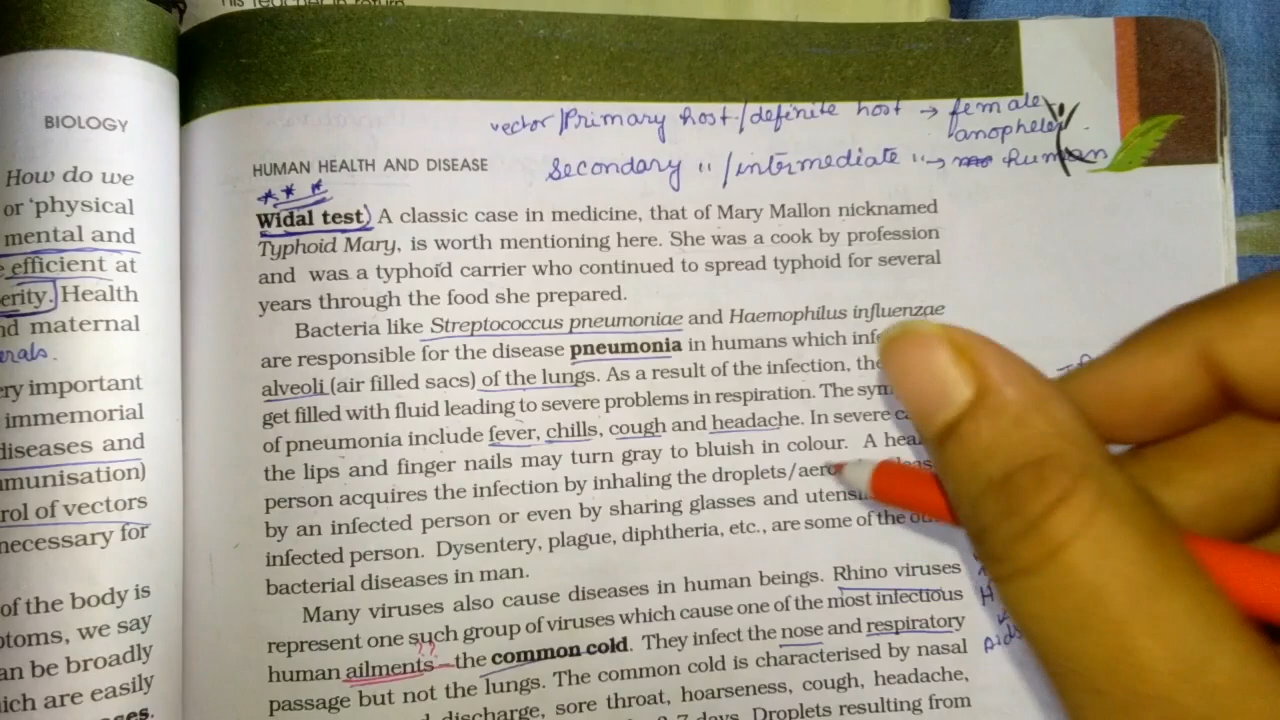 his teacher in return
BIOLOGY
How do we
or 'physical
mental and
efficient at
erity. Health
nd maternal
erals.
ery important
immemorial
diseases and
munisation)
rol of vectors
necessary for
of the body is
ptoms, we say
an be broadly
hich are easily
vector/Primary host/definite host → female
anopheles
HUMAN HEALTH AND DISEASE
Secondary " /intermediate " → human
Widal test) A classic case in medicine, that of Mary Mallon nicknamed
Typhoid Mary, is worth mentioning here. She was a cook by profession
and was a typhoid carrier who continued to spread typhoid for several
years through the food she prepared.
Bacteria like Streptococcus pneumoniae and Haemophilus influenzae
are responsible for the disease pneumonia in humans which inf
alveoli (air filled sacs) of the lungs. As a result of the infection, the
get filled with fluid leading to severe problems in respiration. The sym
of pneumonia include fever, chills, cough and headache. In severe ca
the lips and finger nails may turn gray to bluish in colour. A hea
person acquires the infection by inhaling the droplets/aero
by an infected person or even by sharing glasses and utensi
infected person. Dysentery, plague, diphtheria, etc., are some of the
bacterial diseases in man.
Many viruses also cause diseases in human beings. Rhino viruses
represent one such group of viruses which cause one of the most infectious
human ailments – the common cold. They infect the nose and respiratory
passage but not the lungs. The common cold is characterised by nasal
discharge, sore throat, hoarseness, cough, headache,
days. Droplets resulting from
H
Aids